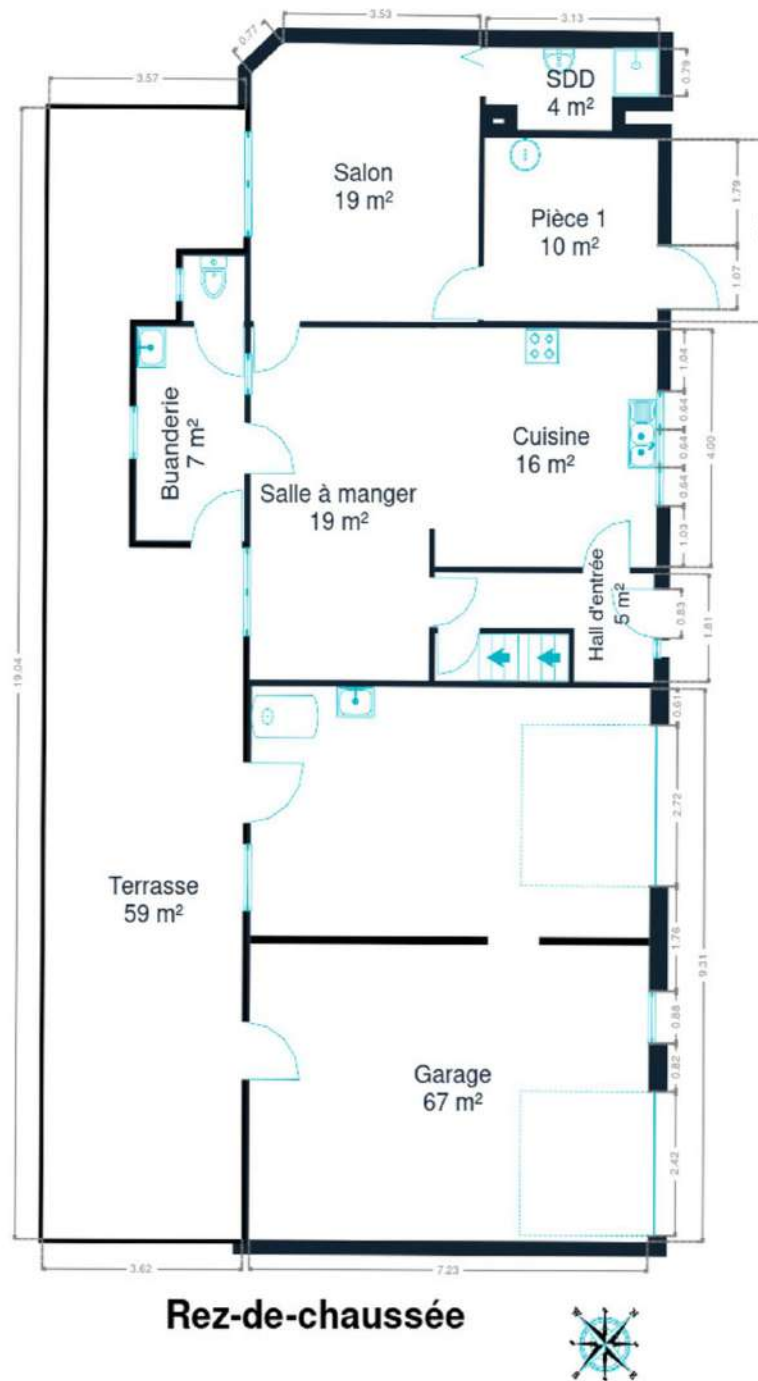 3.53
3.13
0.77
3.57
0.79
SDD
4 m²
Salon
19 m²
Pièce 1
10 m²
1.79
1.07
1.04
0.64
0.64
0.64
1.03
4.00
Buanderie
7 m²
Cuisine
16 m²
Salle à manger
19 m²
Hall d'entrée
5 m²
0.83
1.81
19.04
0.61
2.72
1.76
9.31
0.88
0.82
2.42
Terrasse
59 m²
Garage
67 m²
3.62
7.23
Rez-de-chaussée